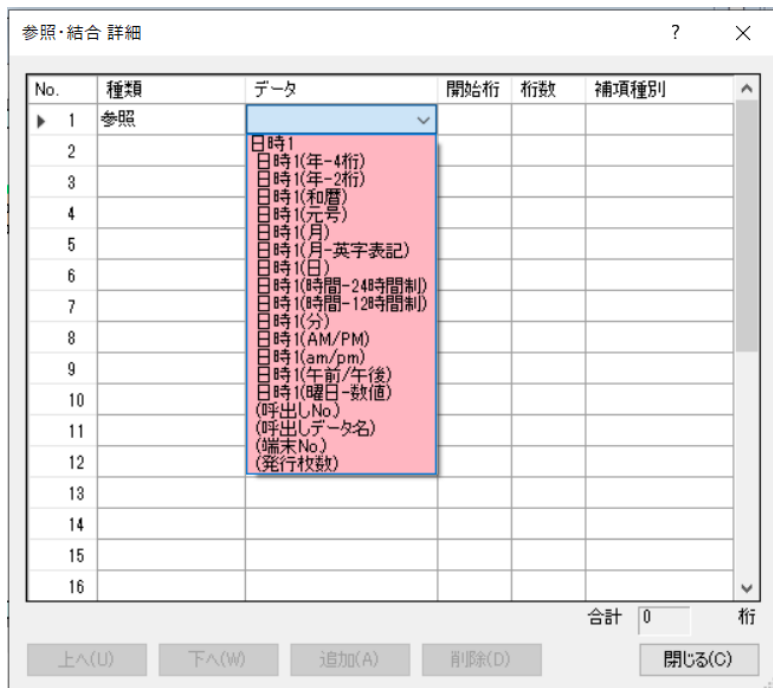 参照・結合 詳細
? ×
No. 種類 データ 開始桁 桁数 補項種別
1 参照
2
3
4
5
6
7
8
9
10
11
12
13
14
15
16
日時1
日時1(年-4桁)
日時1(年-2桁)
日時1(和暦)
日時1(元号)
日時1(月)
日時1(月-英字表記)
日時1(日)
日時1(時間-24時間制)
日時1(時間-12時間制)
日時1(分)
日時1(AM/PM)
日時1(am/pm)
日時1(午前/午後)
日時1(曜日-数値)
(呼出しNo.)
(呼出しデータ名)
(端末No.)
(発行枚数)
合計 0 桁
上へ(U) 下へ(W) 追加(A) 削除(D) 閉じる(C)